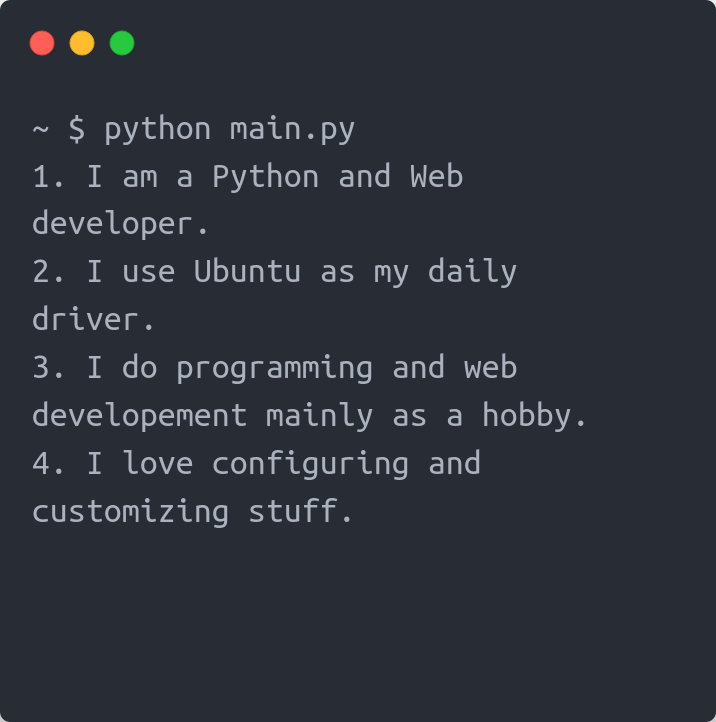 ~ $ python main.py
1. I am a Python and Web
developer.
2. I use Ubuntu as my daily
driver.
3. I do programming and web
developement mainly as a hobby.
4. I love configuring and
customizing stuff.